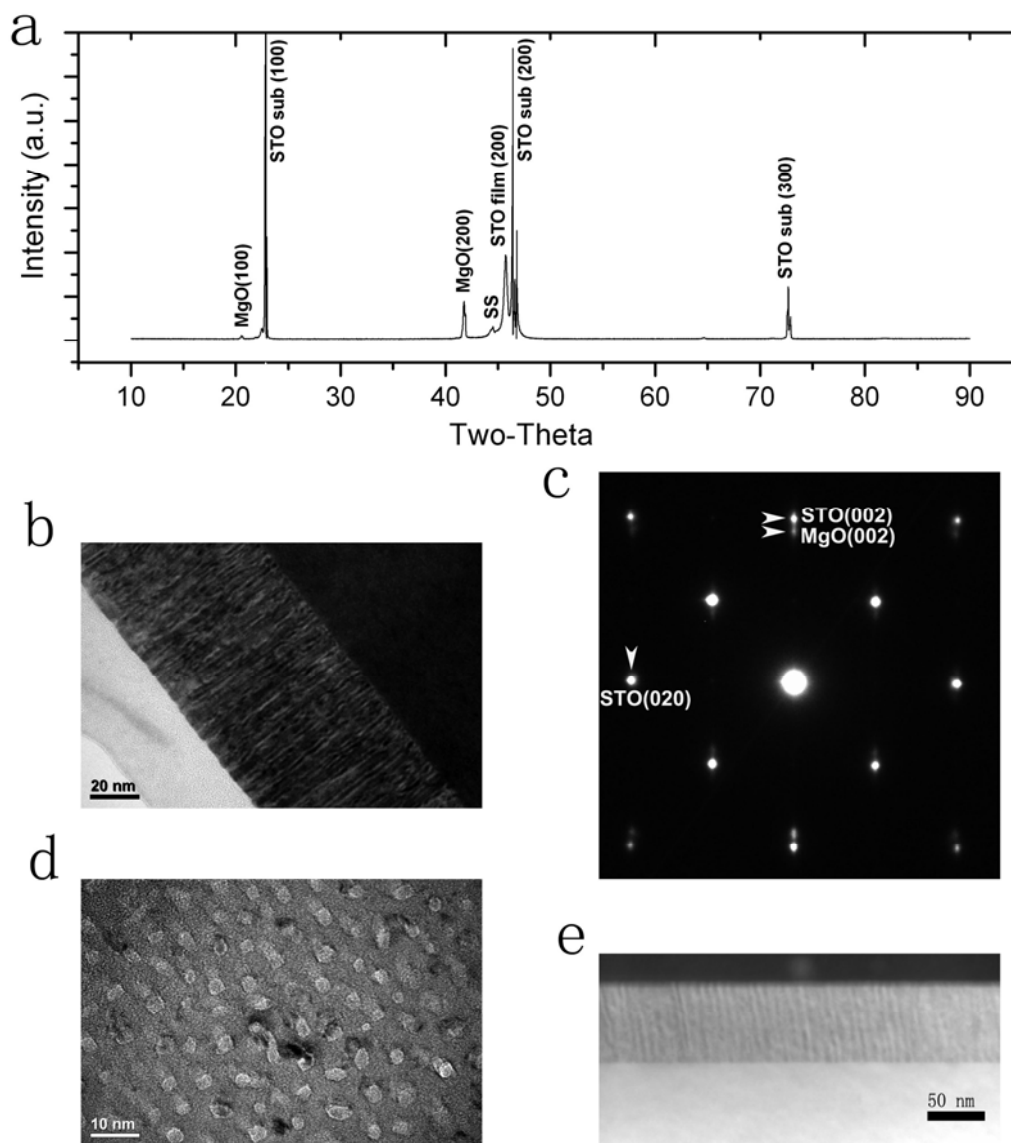 a
Intensity (a.u.)
MgO(100)
STO sub (100)
MgO(200)
SS
STO film (200)
STO sub (200)
STO sub (300)
10 20 30 40 50 60 70 80 90
Two-Theta
b
20 nm
c
STO(002)
MgO(002)
STO(020)
d
10 nm
e
50 nm